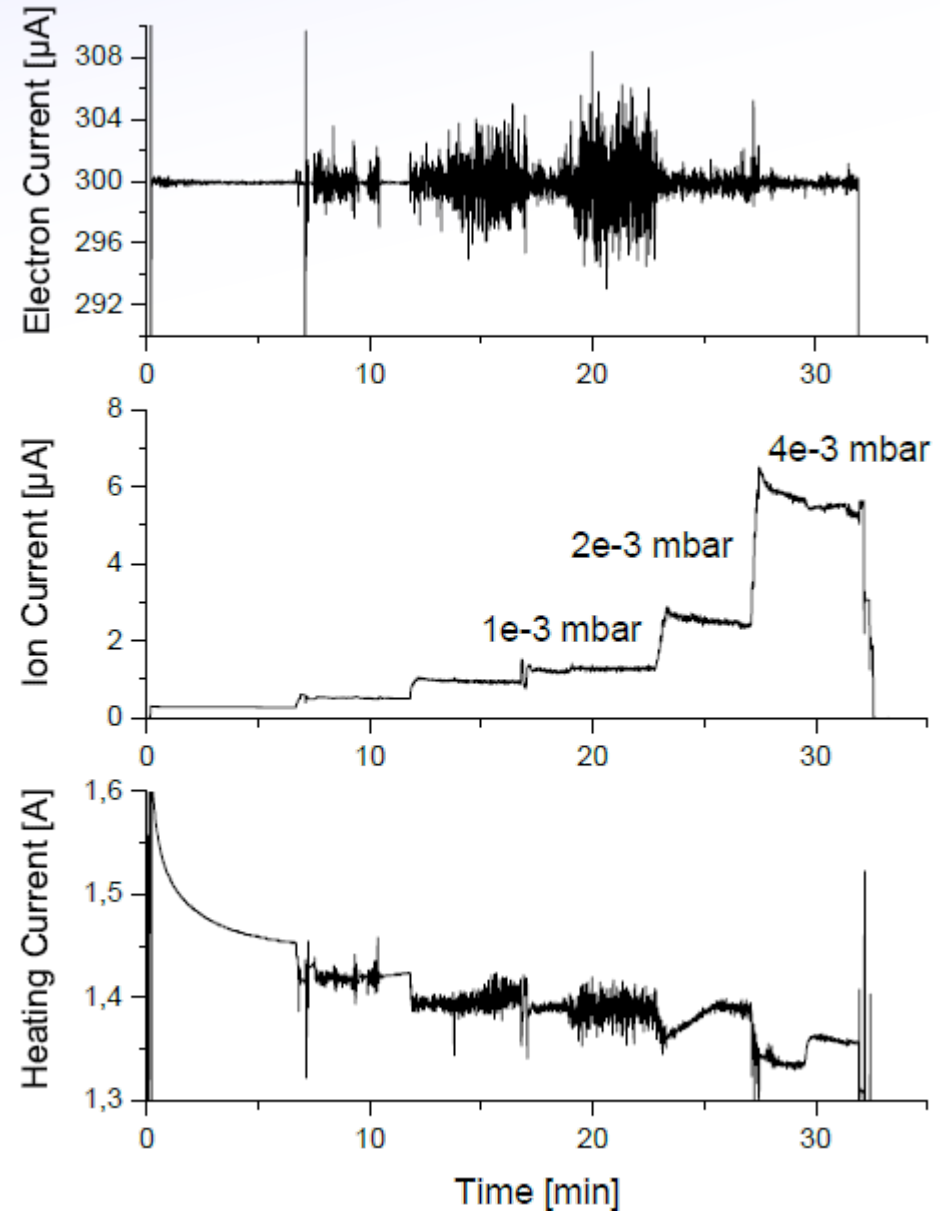 Electron Current [µA]
308
304
300
296
292
0 10 20 30
Ion Current [µA]
8
6
4
2
0
4e-3 mbar
2e-3 mbar
1e-3 mbar
0 10 20 30
Heating Current [A]
1,6
1,5
1,4
1,3
0 10 20 30
Time [min]